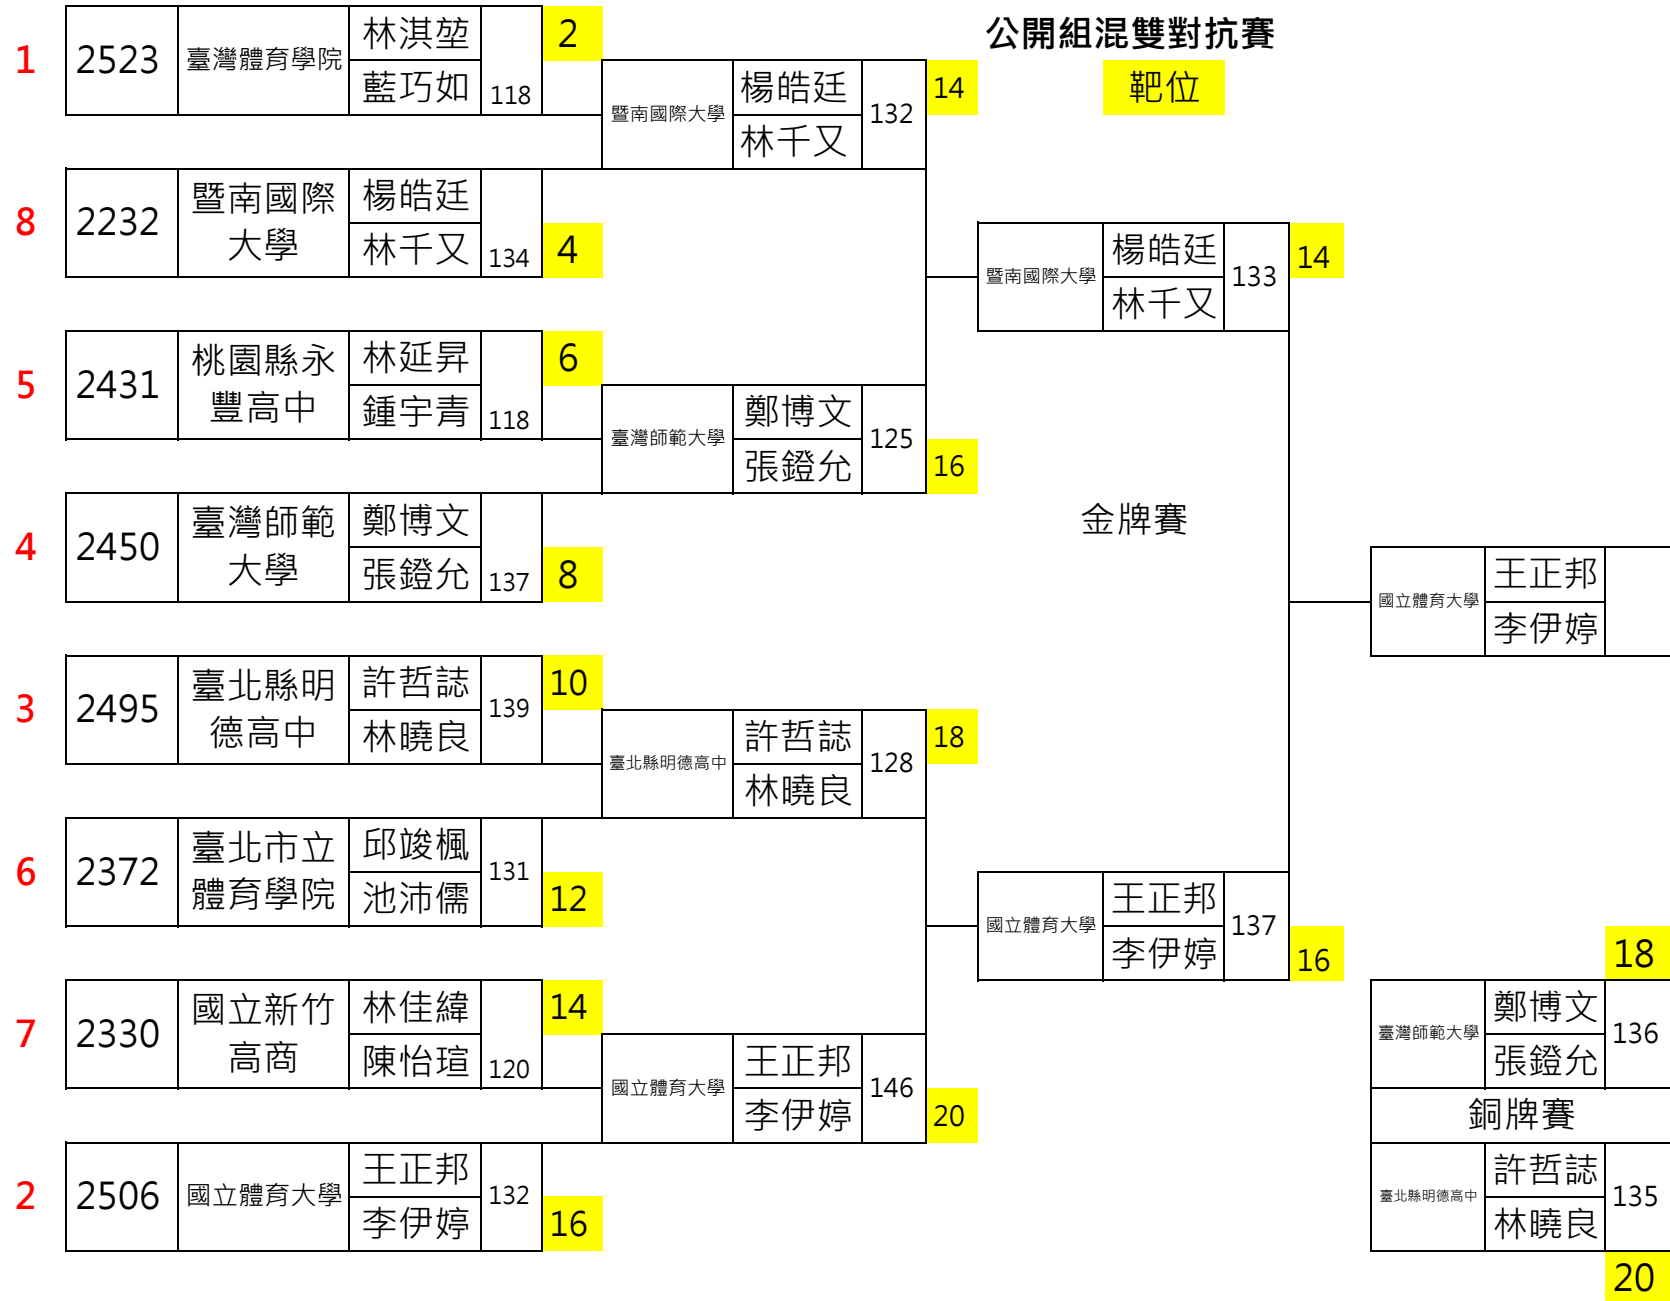 公開組混雙對抗賽
靶位
1
2523
臺灣體育學院
林淇堃
藍巧如
118
2
8
2232
暨南國際
大學
楊皓廷
林千又
134
4
5
2431
桃園縣永
豐高中
林延昇
鍾宇青
118
6
4
2450
臺灣師範
大學
鄭博文
張鐙允
137
8
3
2495
臺北縣明
德高中
許哲誌
林曉良
139
10
6
2372
臺北市立
體育學院
邱竣楓
池沛儒
131
12
7
2330
國立新竹
高商
林佳緯
陳怡瑄
120
14
2
2506
國立體育大學
王正邦
李伊婷
132
16
暨南國際大學
楊皓廷
林千又
132
14
臺灣師範大學
鄭博文
張鐙允
125
16
臺北縣明德高中
許哲誌
林曉良
128
18
國立體育大學
王正邦
李伊婷
146
20
暨南國際大學
楊皓廷
林千又
133
14
金牌賽
國立體育大學
王正邦
李伊婷
137
16
國立體育大學
王正邦
李伊婷
18
臺灣師範大學
鄭博文
張鐙允
136
銅牌賽
臺北縣明德高中
許哲誌
林曉良
135
20